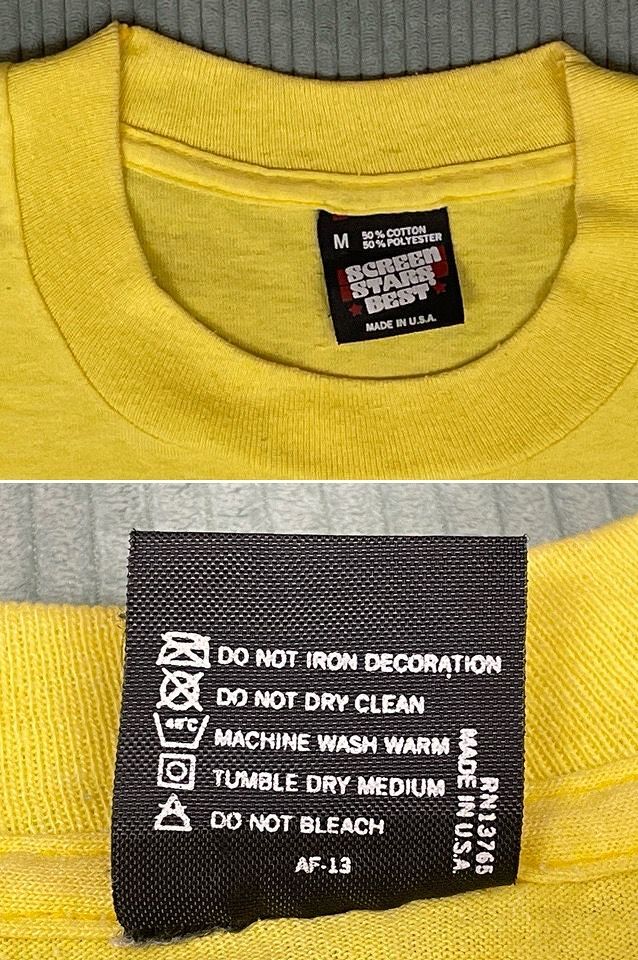 M 50% COTTON
50% POLYESTER
SCREEN
STARS
BEST
MADE IN U.S.A.
DO NOT IRON DECORATION
DO NOT DRY CLEAN
40°C
MACHINE WASH WARM
TUMBLE DRY MEDIUM
DO NOT BLEACH
AF-13
RN13765
MADE IN U.S.A.